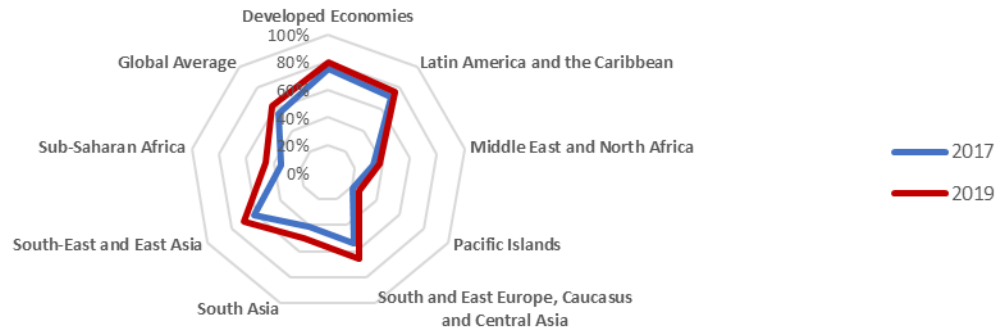 Developed Economies
100%
Global Average
80%
Latin America and the Caribbean
60%
40%
Sub-Saharan Africa
20%
Middle East and North Africa
2017
0%
2019
South-East and East Asia
Pacific Islands
South Asia
South and East Europe, Caucasus
and Central Asia